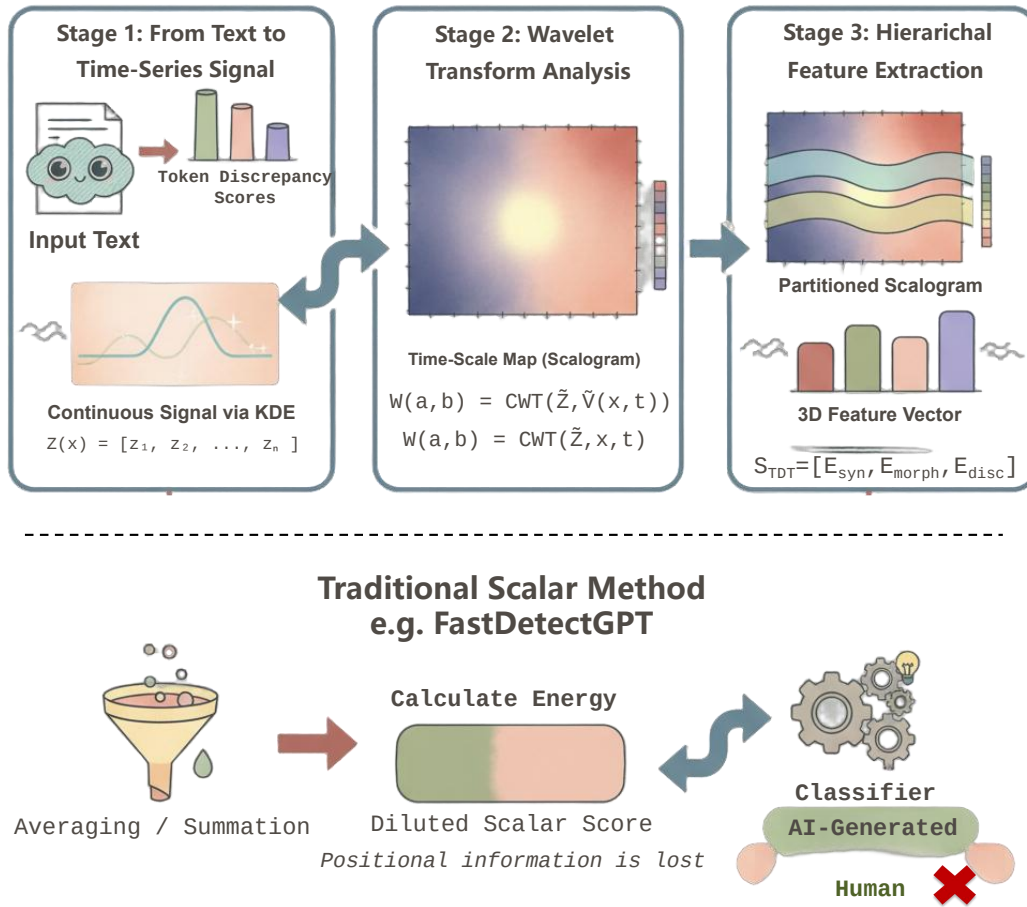 Stage 1: From Text to
Time-Series Signal
Token Discrepancy
Scores
Input Text
Continuous Signal via KDE
Z(x) = [z₁, z₂, ..., zₙ ]
Stage 2: Wavelet
Transform Analysis
Time-Scale Map (Scalogram)
W(a,b) = CWT(Z̃,Ṽ(x,t))
W(a,b) = CWT(Z̃,x,t)
Stage 3: Hierarichal
Feature Extraction
Partitioned Scalogram
3D Feature Vector
S_TDT=[E_syn,E_morph,E_disc]
Traditional Scalar Method
e.g. FastDetectGPT
Averaging / Summation
Calculate Energy
Diluted Scalar Score
Positional information is lost
Classifier
AI-Generated
Human